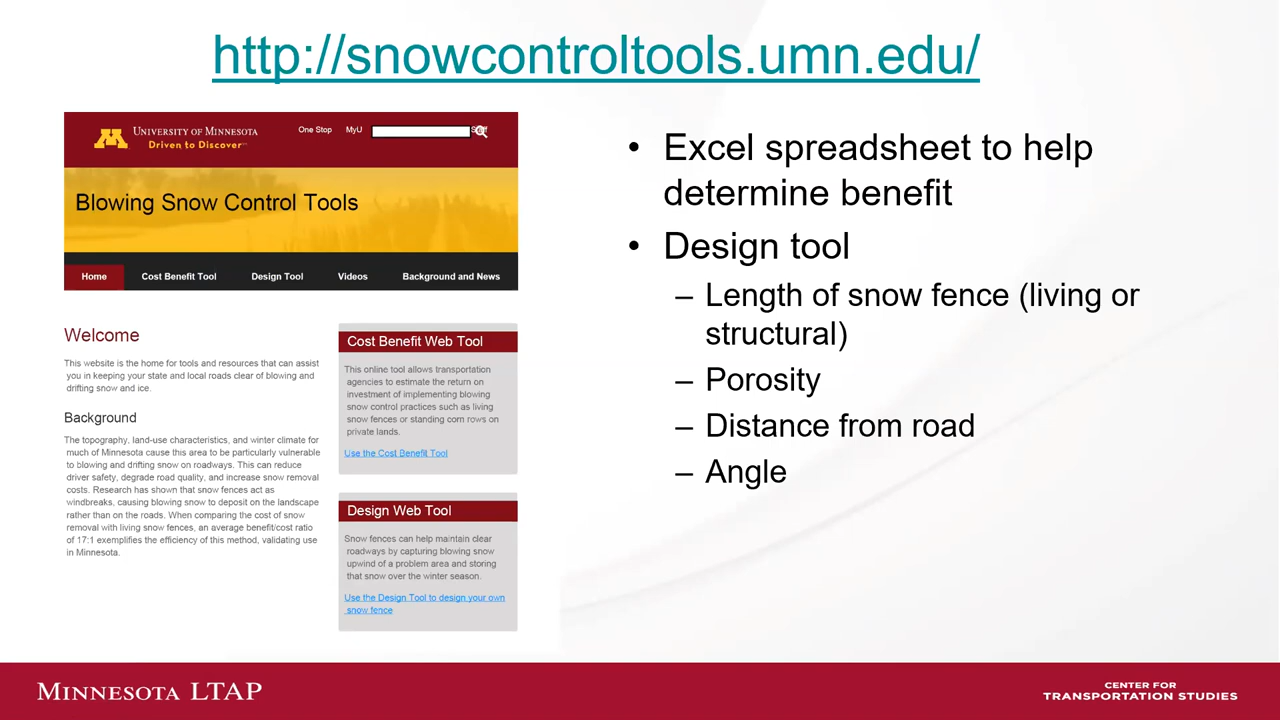 http://snowcontroltools.umn.edu/
UNIVERSITY OF MINNESOTA
Driven to Discover
One Stop MyU
Blowing Snow Control Tools
Home Cost Benefit Tool Design Tool Videos Background and News
Welcome
This website is the home for tools and resources that can assist
you in keeping your state and local roads clear of blowing and
drifting snow and ice.
Background
The topography, land-use characteristics, and winter climate for
much of Minnesota cause this area to be particularly vulnerable
to blowing and drifting snow on roadways. This can reduce
driver safety, degrade road quality, and increase snow removal
costs. Research has shown that snow fences act as
windbreaks, causing blowing snow to deposit on the landscape
rather than on the roads. When comparing the cost of snow
removal with living snow fences, an average benefit/cost ratio
of 17:1 exemplifies the efficiency of this method, validating use
in Minnesota.
Cost Benefit Web Tool
This online tool allows transportation
agencies to estimate the return on
investment of implementing blowing
snow control practices such as living
snow fences or standing corn rows on
private lands.
Use the Cost Benefit Tool
Design Web Tool
Snow fences can help maintain clear
roadways by capturing blowing snow
upwind of a problem area and storing
that snow over the winter season.
Use the Design Tool to design your own
snow fence
• Excel spreadsheet to help
determine benefit
• Design tool
– Length of snow fence (living or
structural)
– Porosity
– Distance from road
– Angle
MINNESOTA LTAP
CENTER FOR
TRANSPORTATION STUDIES